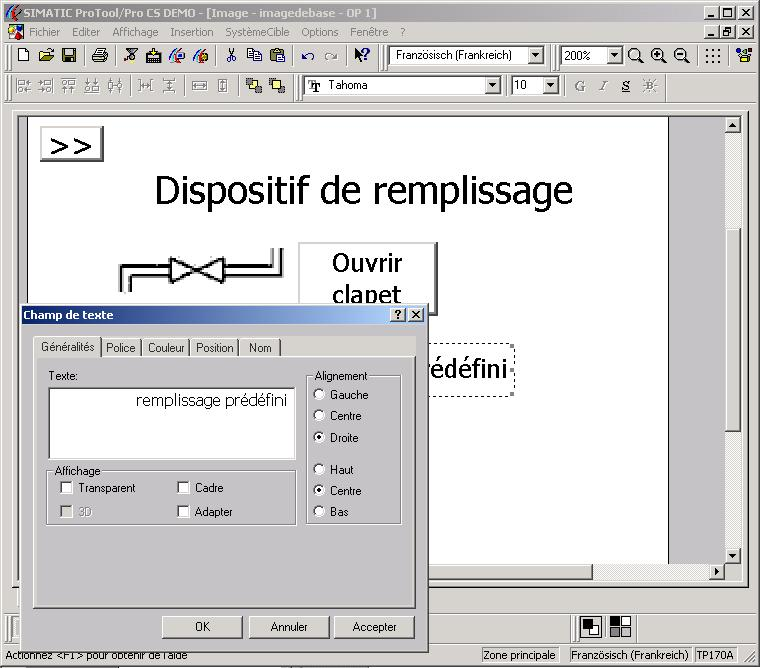 SIMATIC ProTool/Pro CS DEMO - [Image - imagedebase - OP 1]
Fichier Edition Affichage Insertion SystèmeCible Options Fenêtre ?
Französisch (Frankreich) 200%
Tahoma 10 G I S B
>>
Dispositif de remplissage
Ouvrir
clapet
Champ de texte
Généralités Police Couleur Position Nom
rédéfini
Texte:
remplissage prédéfini
Alignement
Gauche
Centre
Droite
Haut
Centre
Bas
Affichage
Transparent Cadre
3D Adapter
OK Annuler Accepter
Actionnez <F1> pour obtenir de l'aide Zone principale Französisch (Frankreich) TP170A